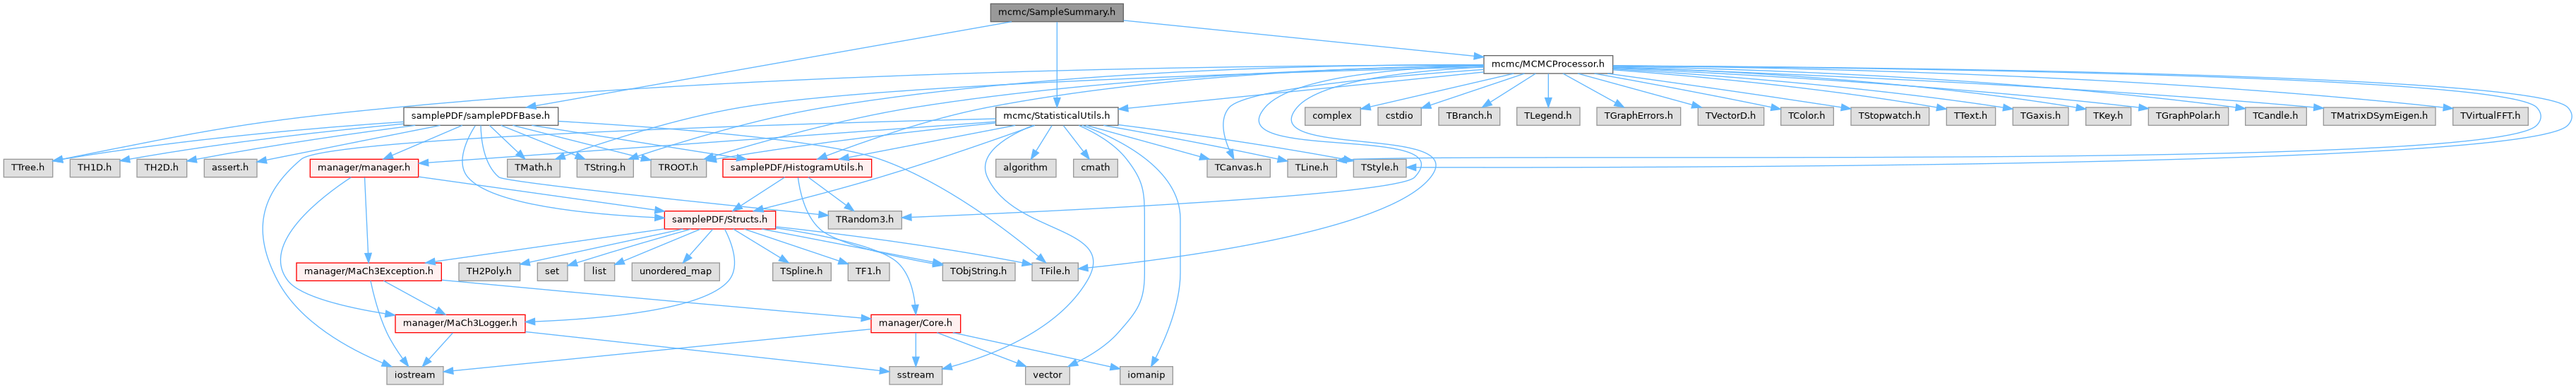 mcmc/SampleSummary.h
mcmc/MCMCProcessor.h
samplePDF/samplePDFBase.h
mcmc/StatisticalUtils.h
complex
cstdio
TBranch.h
TLegend.h
TGraphErrors.h
TVectorD.h
TColor.h
TStopwatch.h
TText.h
TGaxis.h
TKey.h
TGraphPolar.h
TCandle.h
TMatrixDSymEigen.h
TVirtualFFT.h
TTree.h
TH1D.h
TH2D.h
assert.h
manager/manager.h
TMath.h
TString.h
TROOT.h
samplePDF/HistogramUtils.h
algorithm
cmath
TCanvas.h
TLine.h
TStyle.h
samplePDF/Structs.h
TRandom3.h
manager/MaCh3Exception.h
TH2Poly.h
set
list
unordered_map
TSpline.h
TF1.h
TObjString.h
TFile.h
manager/MaCh3Logger.h
manager/Core.h
iostream
sstream
vector
iomanip